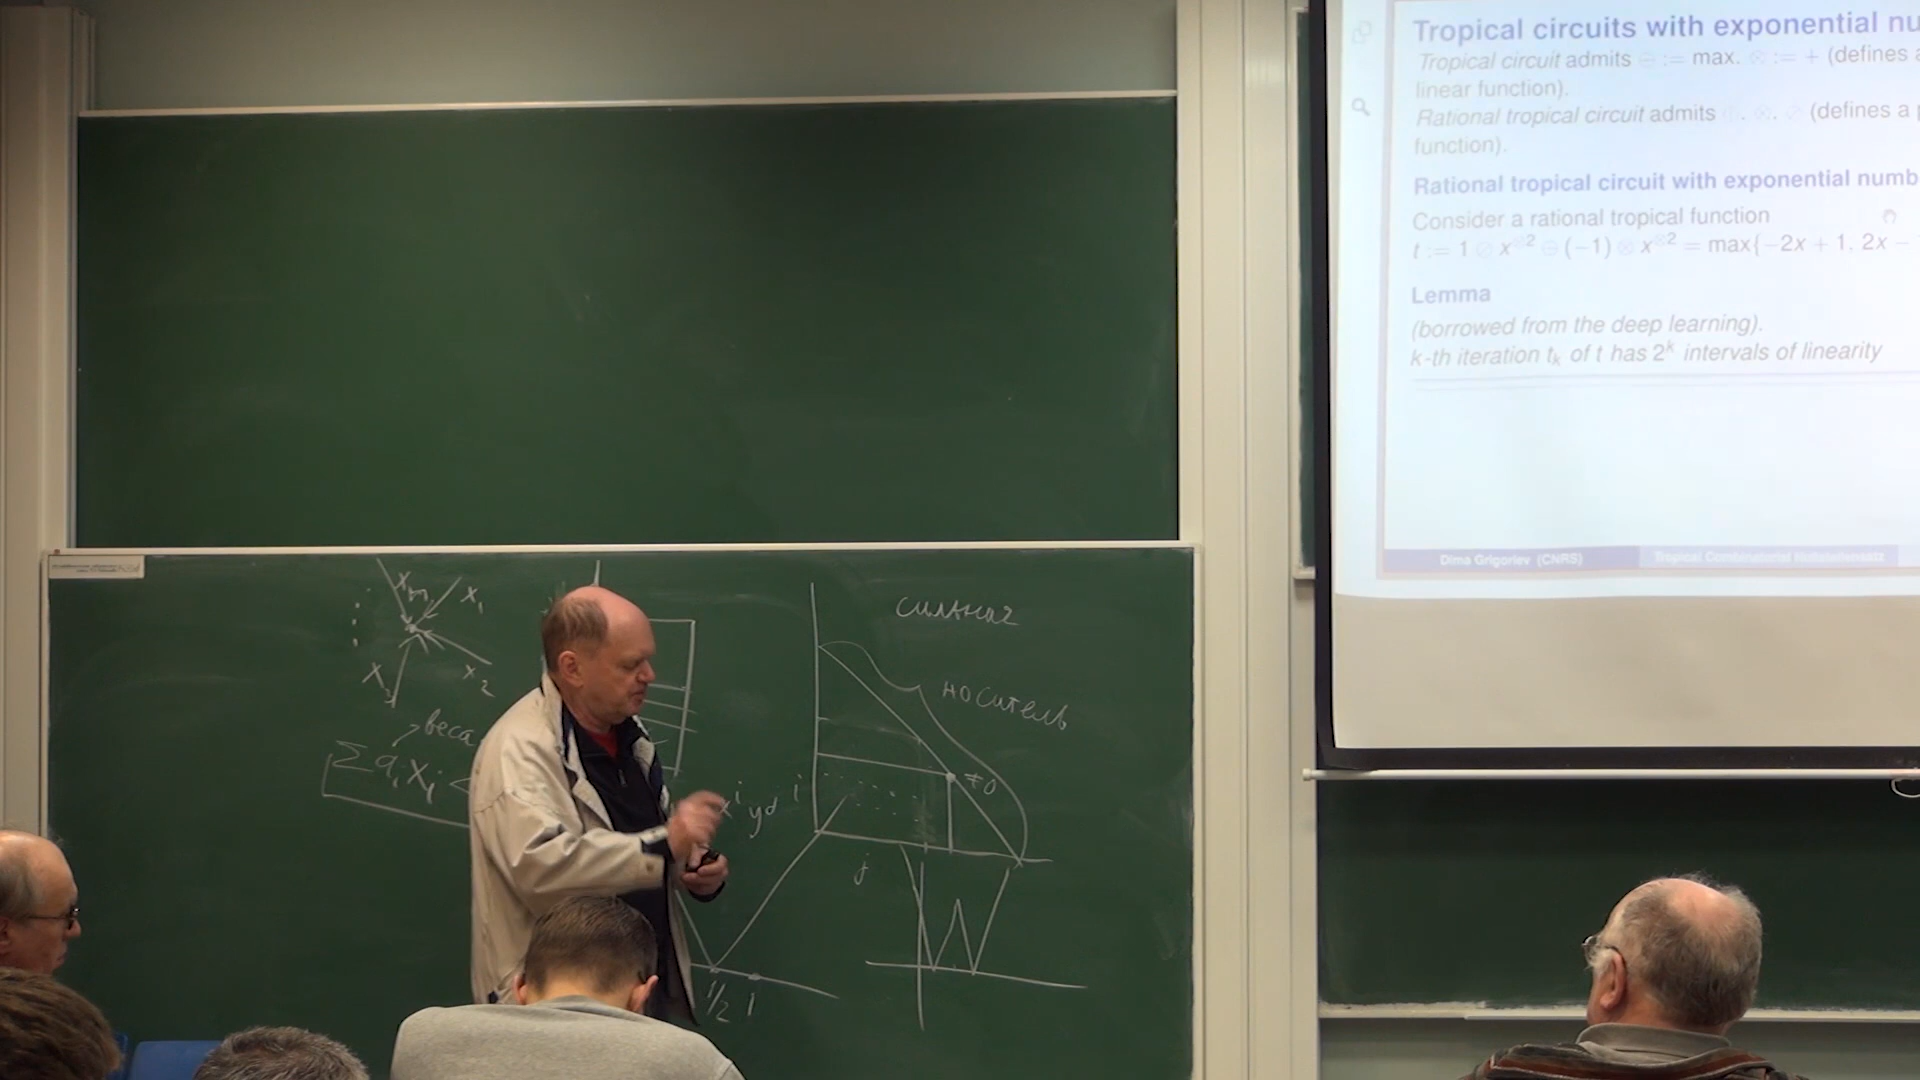 x_m
x_1
x_2
x_3
веса
Σ a_i x_i <
x^i y^j
i
j
сильная
носитель
≠0
1/2 1
Tropical circuits with exponential nu
Tropical circuit admits ⊕ := max, ⊗ := + (defines a
linear function).
Rational tropical circuit admits ⊕, ⊗, ⊘ (defines a p
function).
Rational tropical circuit with exponential numb
Consider a rational tropical function
t := 1 ⊘ x^{⊗2} ⊕ (−1) ⊗ x^{⊗2} = max{−2x + 1, 2x −
Lemma
(borrowed from the deep learning).
k-th iteration t_k of t has 2^k intervals of linearity
Dima Grigoriev (CNRS)
Tropical Combinatorial Nullstellensatz